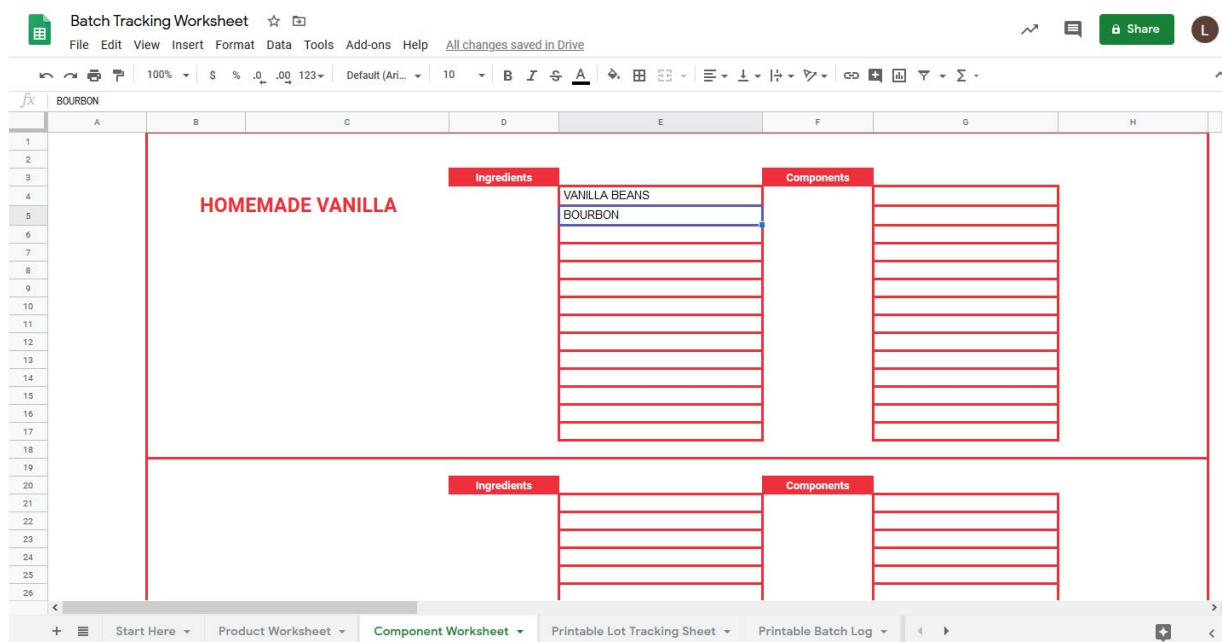 Batch Tracking Worksheet
File Edit View Insert Format Data Tools Add-ons Help All changes saved in Drive
Share
L
100% $ % .0 .00 123 Default (Ari... 10 B I S A
fx BOURBON
A B C D E F G H
1
2
3 Ingredients Components
4 VANILLA BEANS
HOMEMADE VANILLA
5 BOURBON
6
7
8
9
10
11
12
13
14
15
16
17
18
19
20 Ingredients Components
21
22
23
24
25
26
Start Here Product Worksheet Component Worksheet Printable Lot Tracking Sheet Printable Batch Log